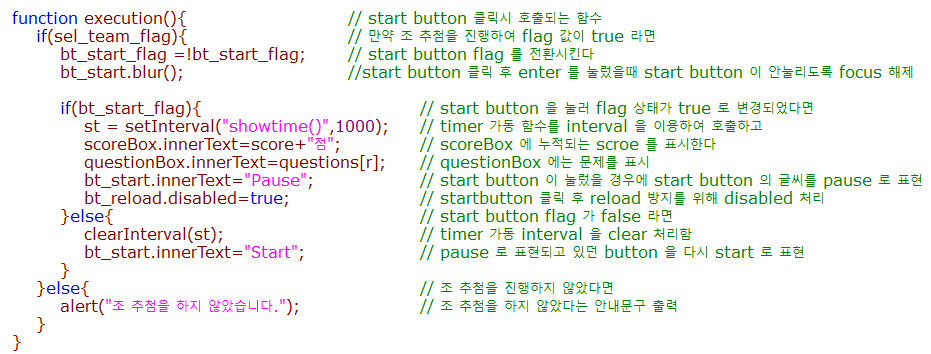 function execution(){ // start button 클릭시 호출되는 함수
if(sel_team_flag){ // 만약 조 추첨을 진행하여 flag 값이 true 라면
bt_start_flag =!bt_start_flag; // start button flag 를 전환시킨다
bt_start.blur(); //start button 클릭 후 enter 를 눌렀을때 start button 이 안눌리도록 focus 해제
if(bt_start_flag){ // start button 을 눌러 flag 상태가 true 로 변경되었다면
st = setInterval("showtime()",1000); // timer 가동 함수를 interval 을 이용하여 호출하고
scoreBox.innerText=score+"점"; // scoreBox 에 누적되는 scroe 를 표시한다
questionBox.innerText=questions[r]; // questionBox 에는 문제를 표시
bt_start.innerText="Pause"; // start button 이 눌렸을 경우에 start button 의 글씨를 pause 로 표현
bt_reload.disabled=true; // startbutton 클릭 후 reload 방지를 위해 disabled 처리
}else{ // start button flag 가 false 라면
clearInterval(st); // timer 가동 interval 을 clear 처리함
bt_start.innerText="Start"; // pause 로 표현되고 있던 button 을 다시 start 로 표현
}
}else{ // 조 추첨을 진행하지 않았다면
alert("조 추첨을 하지 않았습니다."); // 조 추첨을 하지 않았다는 안내문구 출력
}
}